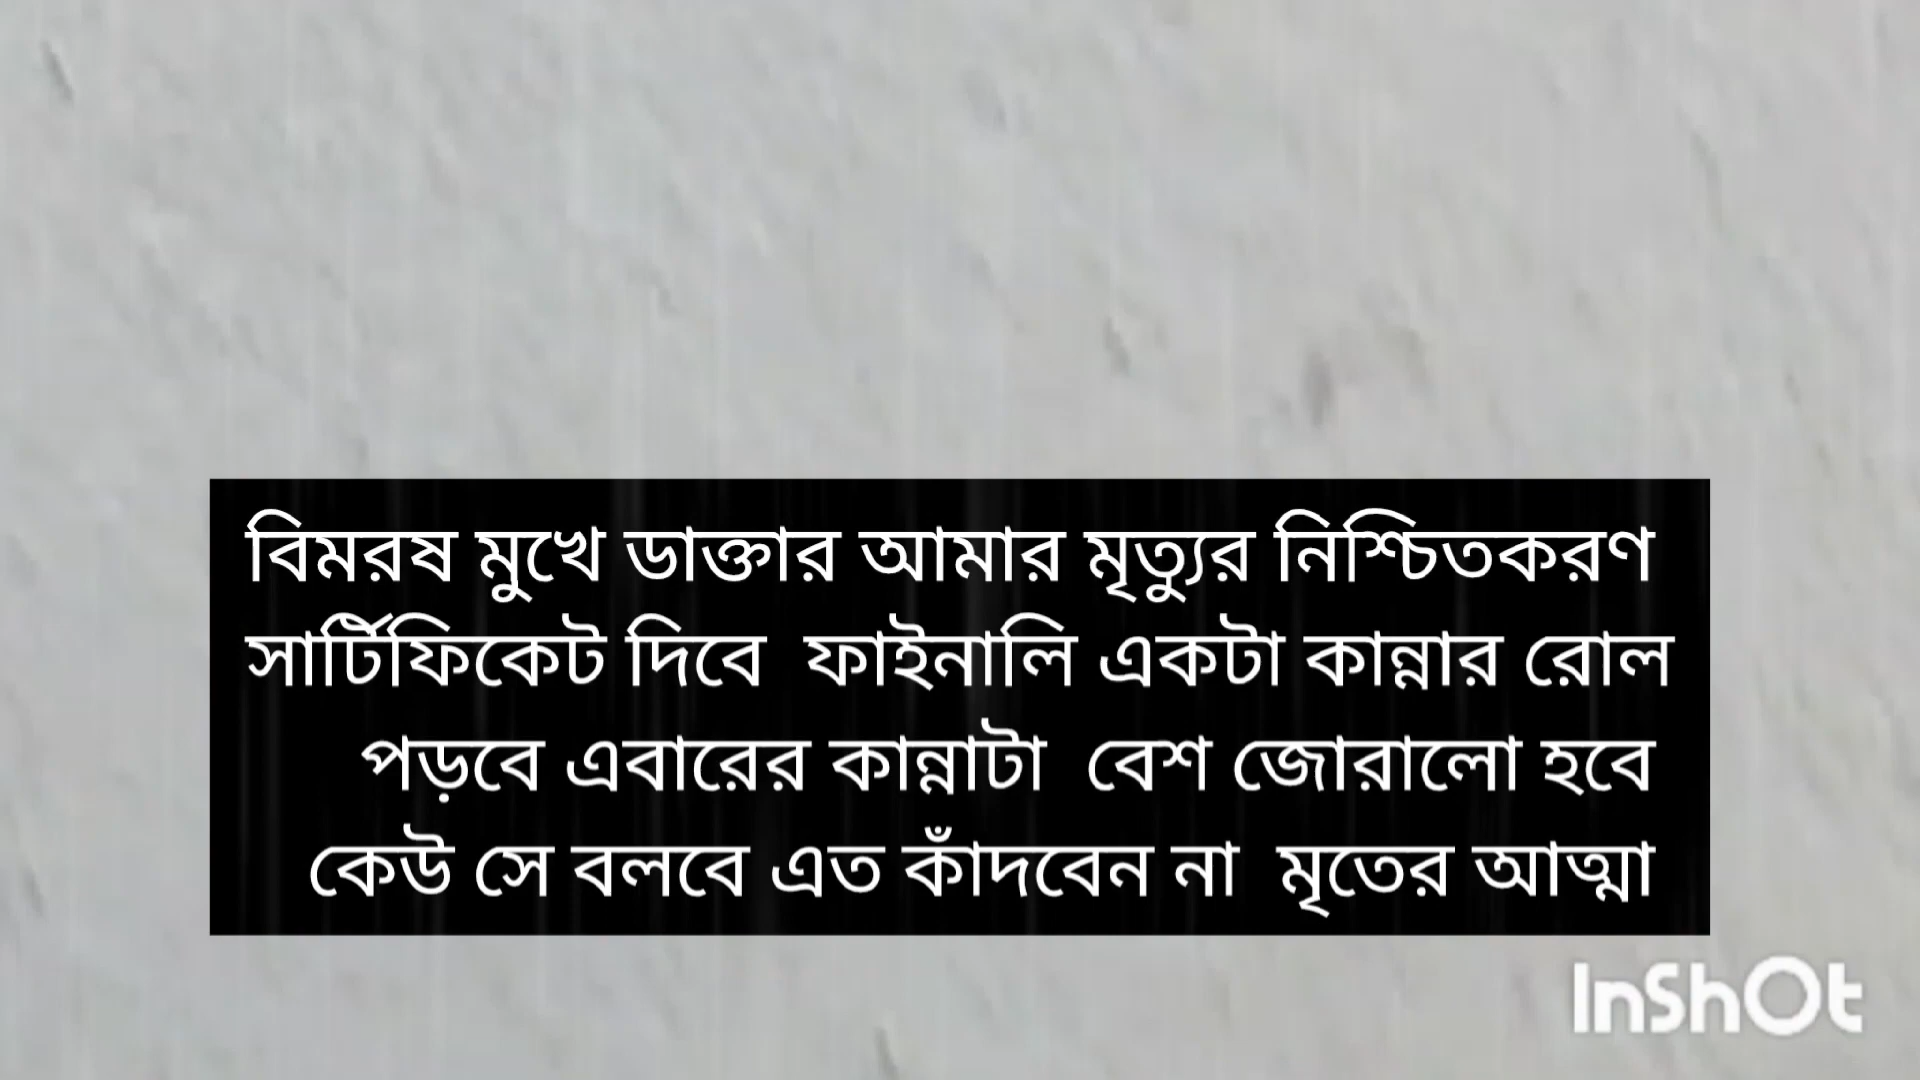 বিমরষ মুখে ডাক্তার আমার মৃত্যুর নিশ্চিতকরণ
সার্টিফিকেট দিবে ফাইনালি একটা কান্নার রোল
পড়বে এবারের কান্নাটা বেশ জোরালো হবে
কেউ সে বলবে এত কাঁদবেন না মৃতের আত্মা
InShOt